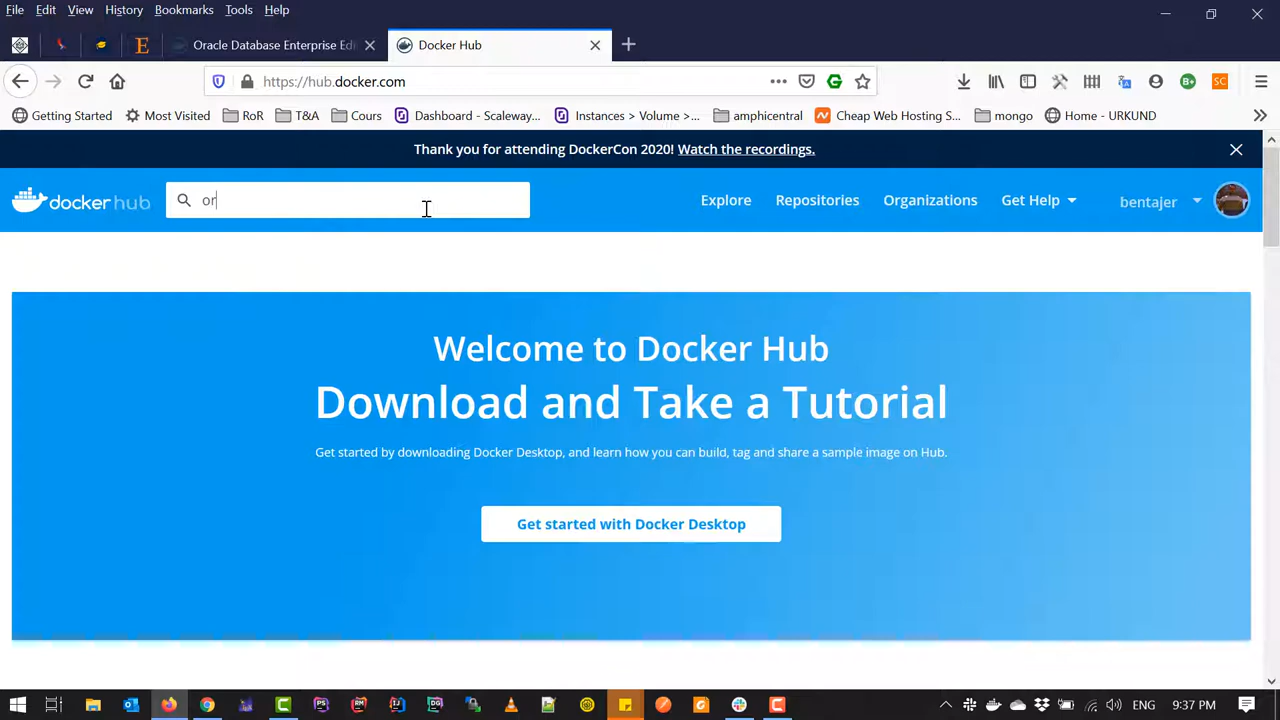 File Edit View History Bookmarks Tools Help
Oracle Database Enterprise Edi
Docker Hub
https://hub.docker.com
Getting Started Most Visited RoR T&A Cours Dashboard - Scaleway... Instances > Volume >... amphicentral Cheap Web Hosting S... mongo Home - URKUND
Thank you for attending DockerCon 2020! Watch the recordings.
docker hub or Explore Repositories Organizations Get Help bentajer
Welcome to Docker Hub
Download and Take a Tutorial
Get started by downloading Docker Desktop, and learn how you can build, tag and share a sample image on Hub.
Get started with Docker Desktop
ENG 9:37 PM